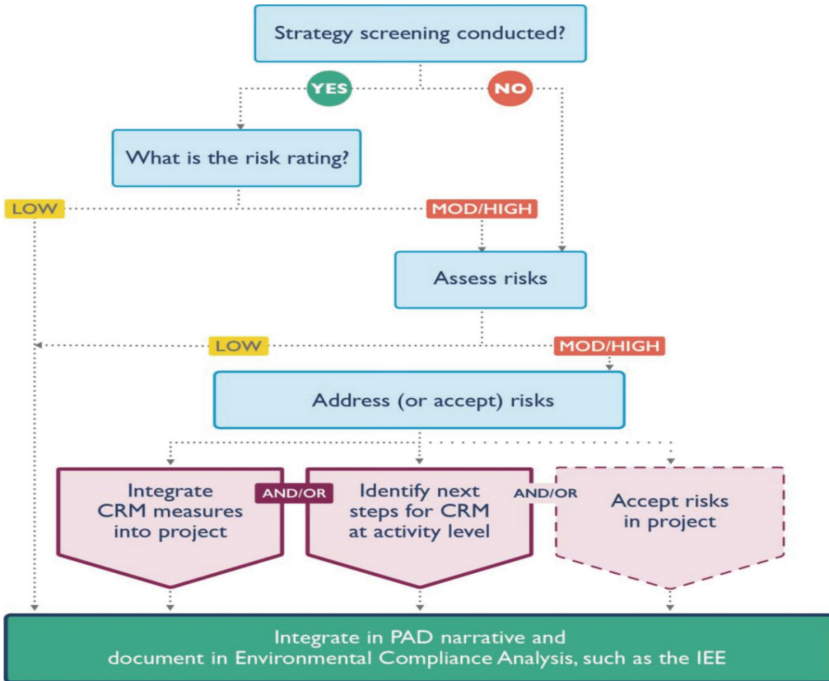 Strategy screening conducted?
YES
NO
What is the risk rating?
LOW
MOD/HIGH
Assess risks
LOW
MOD/HIGH
Address (or accept) risks
Integrate
CRM measures
into project
AND/OR
Identify next
steps for CRM
at activity level
AND/OR
Accept risks
in project
Integrate in PAD narrative and
document in Environmental Compliance Analysis, such as the IEE